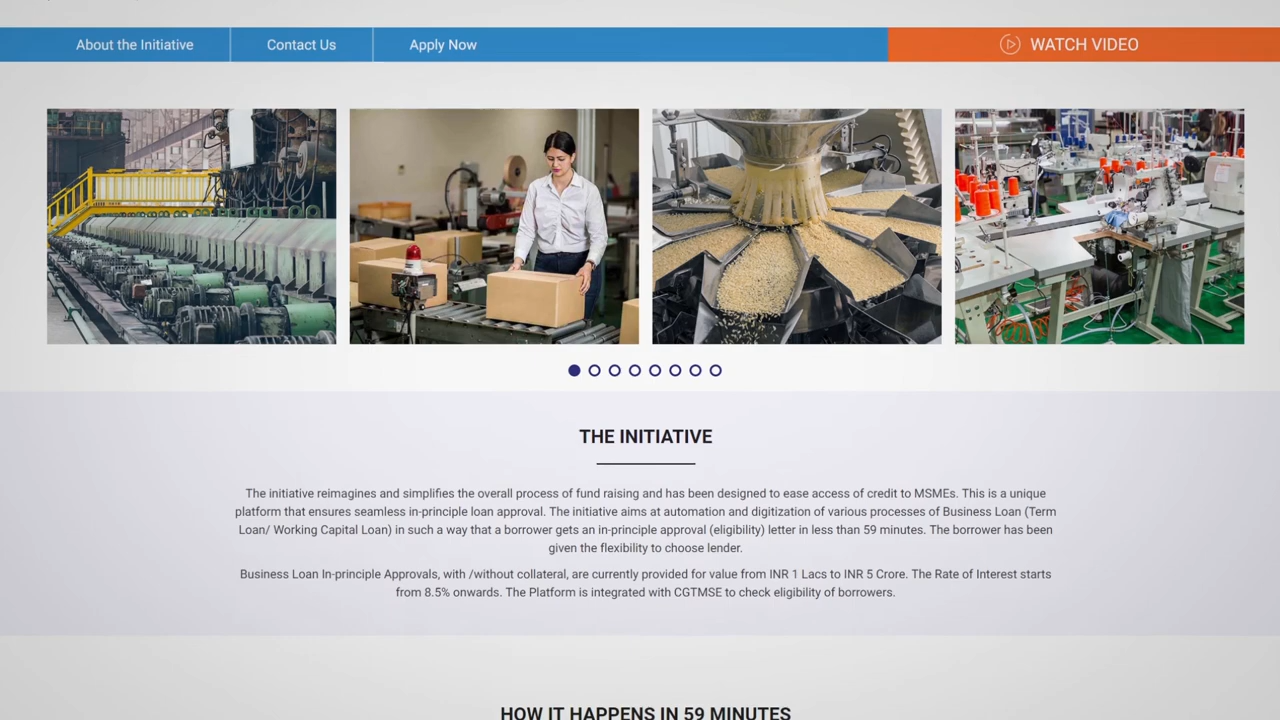 About the Initiative
Contact Us
Apply Now
WATCH VIDEO
THE INITIATIVE
The initiative reimagines and simplifies the overall process of fund raising and has been designed to ease access of credit to MSMEs. This is a unique
platform that ensures seamless in-principle loan approval. The initiative aims at automation and digitization of various processes of Business Loan (Term
Loan/ Working Capital Loan) in such a way that a borrower gets an in-principle approval (eligibility) letter in less than 59 minutes. The borrower has been
given the flexibility to choose lender.
Business Loan In-principle Approvals, with /without collateral, are currently provided for value from INR 1 Lacs to INR 5 Crore. The Rate of Interest starts
from 8.5% onwards. The Platform is integrated with CGTMSE to check eligibility of borrowers.
HOW IT HAPPENS IN 59 MINUTES